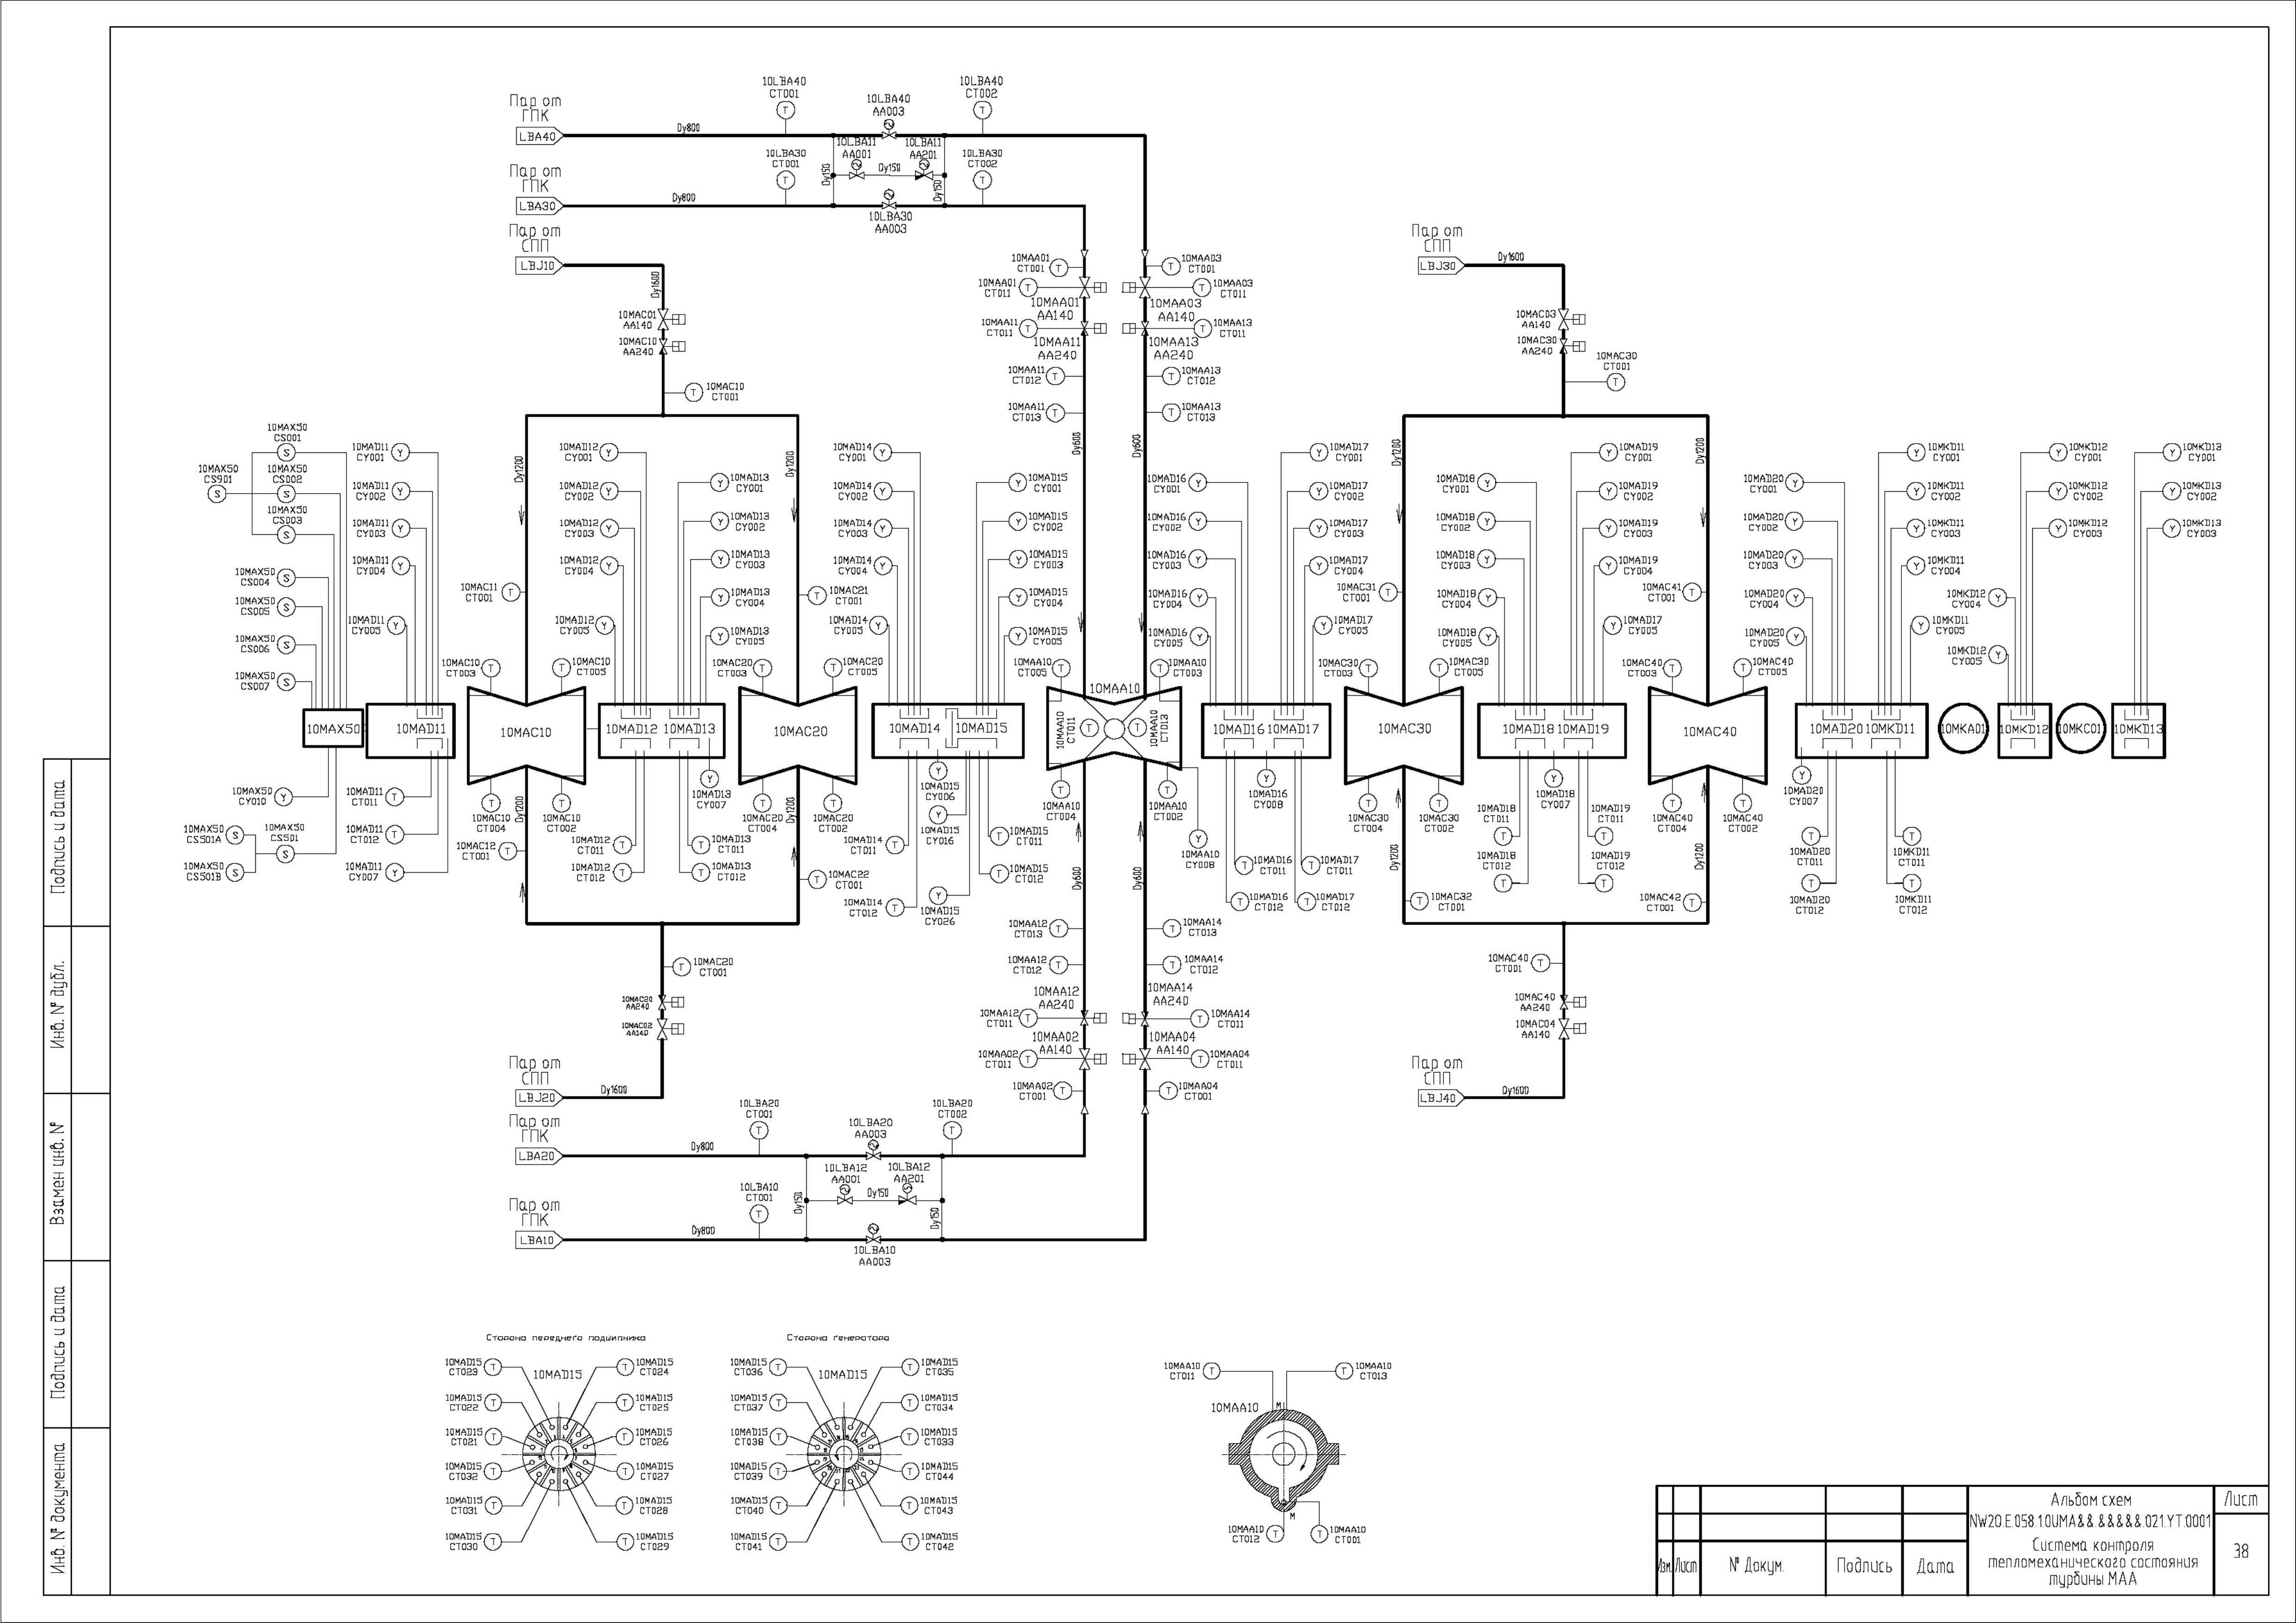 10LBA40
CT001
10LBA40
AA003
10LBA40
CT002
Пар от
ГПК
LBA40
Dy800
10LBA11
AA001
10LBA11
AA201
10LBA30
CT001
10LBA30
CT002
Dy150
Dy150
Dy150
Пар от
ГПК
LBA30
Dy800
10LBA30
AA003
Пар от
СПП
LBJ10
Dy1600
Пар от
СПП
LBJ30
Dy1600
10MAA01
CT001
10MAA03
CT001
10MAA01
CT011
10MAA03
CT011
10MAA01
AA140
10MAA03
AA140
10MAC01
AA140
10MAC10
AA240
10MAA11
CT011
10MAA13
CT011
10MAA11
AA240
10MAA13
AA240
10MAC03
AA140
10MAC30
AA240
10MAC30
CT001
10MAA11
CT012
10MAA13
CT012
10MAC10
CT001
10MAA11
CT013
10MAA13
CT013
Dy600
Dy600
Dy1200
Dy1200
Dy1200
Dy1200
10MAX50
CS001
10MAX50
CS901
10MAX50
CS002
10MAX50
CS003
10MAX50
CS004
10MAX50
CS005
10MAX50
CS006
10MAX50
CS007
10MAD11
CY001
10MAD11
CY002
10MAD11
CY003
10MAD11
CY004
10MAD11
CY005
10MAC11
CT001
10MAD12
CY001
10MAD12
CY002
10MAD12
CY003
10MAD12
CY004
10MAD12
CY005
10MAD13
CY001
10MAD13
CY002
10MAD13
CY003
10MAD13
CY004
10MAD13
CY005
10MAC21
CT001
10MAD14
CY001
10MAD14
CY002
10MAD14
CY003
10MAD14
CY004
10MAD14
CY005
10MAD15
CY001
10MAD15
CY002
10MAD15
CY003
10MAD15
CY004
10MAD15
CY005
10MAD16
CY001
10MAD16
CY002
10MAD16
CY003
10MAD16
CY004
10MAD16
CY005
10MAD17
CY001
10MAD17
CY002
10MAD17
CY003
10MAD17
CY004
10MAD17
CY005
10MAC31
CT001
10MAD18
CY001
10MAD18
CY002
10MAD18
CY003
10MAD18
CY004
10MAD18
CY005
10MAD19
CY001
10MAD19
CY002
10MAD19
CY003
10MAD19
CY004
10MAD17
CY005
10MAC41
CT001
10MAD20
CY001
10MAD20
CY002
10MAD20
CY003
10MAD20
CY004
10MAD20
CY005
10MKD11
CY001
10MKD11
CY002
10MKD11
CY003
10MKD11
CY004
10MKD11
CY005
10MKD12
CY001
10MKD12
CY002
10MKD12
CY003
10MKD12
CY004
10MKD12
CY005
10MKD13
CY001
10MKD13
CY002
10MKD13
CY003
10MAC10
CT003
10MAC10
CT005
10MAC20
CT003
10MAC20
CT005
10MAA10
CT005
10MAA10
CT003
10MAC30
CT003
10MAC30
CT005
10MAC40
CT003
10MAC40
CT005
10MAX50
10MAD11
10MAC10
10MAD12
10MAD13
10MAC20
10MAD14
10MAD15
10MAA10
10MAA10
CT011
10MAA10
CT013
10MAD16
10MAD17
10MAC30
10MAD18
10MAD19
10MAC40
10MAD20
10MKD11
10MKA01
10MKD12
10MKC01
10MKD13
10MAX50
CY010
10MAX50
CS501A
10MAX50
CS501
10MAX50
CS501B
10MAD11
CT011
10MAD11
CT012
10MAD11
CY007
10MAC10
CT004
10MAC10
CT002
Dy1200
10MAC12
CT001
10MAD12
CT011
10MAD12
CT012
10MAD13
CY007
10MAD13
CT011
10MAD13
CT012
10MAC20
CT004
10MAC20
CT002
Dy1200
10MAC22
CT001
10MAD14
CT011
10MAD14
CT012
10MAD15
CY006
10MAD15
CY016
10MAD15
CY026
10MAD15
CT011
10MAD15
CT012
10MAA10
CT004
10MAA10
CT002
10MAA10
CY008
Dy600
Dy600
10MAD16
CY008
10MAD16
CT011
10MAD16
CT012
10MAD17
CT011
10MAD17
CT012
10MAC30
CT004
10MAC30
CT002
Dy1200
10MAC32
CT001
10MAD18
CY007
10MAD18
CT011
10MAD18
CT012
10MAD19
CT011
10MAD19
CT012
10MAC40
CT004
10MAC40
CT002
Dy1200
10MAC42
CT001
10MAD20
CY007
10MAD20
CT011
10MAD20
CT012
10MKD11
CT011
10MKD11
CT012
10MAA12
CT013
10MAA14
CT013
10MAA12
CT012
10MAA14
CT012
10MAC20
CT001
10MAC40
CT001
10MAA12
AA240
10MAA14
AA240
10MAC20
AA240
10MAC02
AA140
10MAC40
AA240
10MAC04
AA140
10MAA12
CT011
10MAA14
CT011
10MAA02
AA140
10MAA04
AA140
10MAA02
CT011
10MAA04
CT011
10MAA02
CT001
10MAA04
CT001
Пар от
СПП
LBJ20
Dy1600
Пар от
СПП
LBJ40
Dy1600
10LBA20
CT001
10LBA20
AA003
10LBA20
CT002
Пар от
ГПК
LBA20
Dy800
10LBA12
AA001
10LBA12
AA201
10LBA10
CT001
Dy150
Dy150
Dy150
Пар от
ГПК
LBA10
Dy800
10LBA10
AA003
Сторона переднего подшипника
10MAD15
CT023
10MAD15
10MAD15
CT024
10MAD15
CT022
10MAD15
CT025
10MAD15
CT021
10MAD15
CT026
10MAD15
CT032
10MAD15
CT027
10MAD15
CT031
10MAD15
CT028
10MAD15
CT030
10MAD15
CT029
Сторона генератора
10MAD15
CT036
10MAD15
10MAD15
CT035
10MAD15
CT037
10MAD15
CT034
10MAD15
CT038
10MAD15
CT033
10MAD15
CT039
10MAD15
CT044
10MAD15
CT040
10MAD15
CT043
10MAD15
CT041
10MAD15
CT042
10MAA10
CT011
10MAA10
CT013
10MAA10
M
M
10MAA10
CT012
10MAA10
CT001
Подпись и дата
Инв. № дубл.
Взамен инв. №
Подпись и дата
Инв. № документа
Изм.
Лист
№ Докум.
Подпись
Дата
Альбом схем
NW2O.E.058.1.0UMA&&.&&&&&.021.YT.0001
Система контроля
тепломеханического состояния
турбины МАА
Лист
38